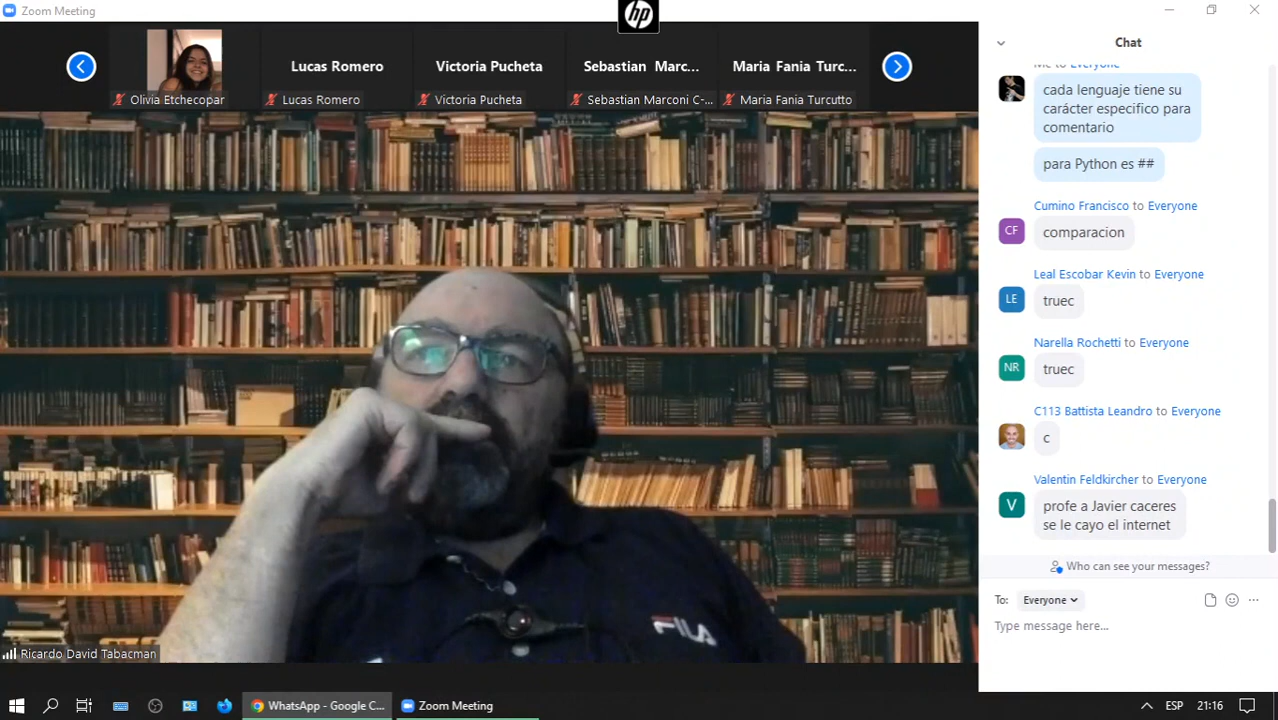 Zoom Meeting
hp
Lucas Romero
Victoria Pucheta
Sebastian Marc...
Maria Fania Turc...
Olivia Etchecopar
Lucas Romero
Victoria Pucheta
Sebastian Marconi C-...
Maria Fania Turcutto
FILA
Ricardo David Tabacman
Chat
Me to Everyone
cada lenguaje tiene su
carácter especifico para
comentario
para Python es ##
Cumino Francisco to Everyone
CF
comparacion
Leal Escobar Kevin to Everyone
LE
truec
Narella Rochetti to Everyone
NR
truec
C113 Battista Leandro to Everyone
c
Valentin Feldkircher to Everyone
V
profe a Javier caceres
se le cayo el internet
Who can see your messages?
To: Everyone
Type message here...
WhatsApp - Google C...
Zoom Meeting
ESP
21:16